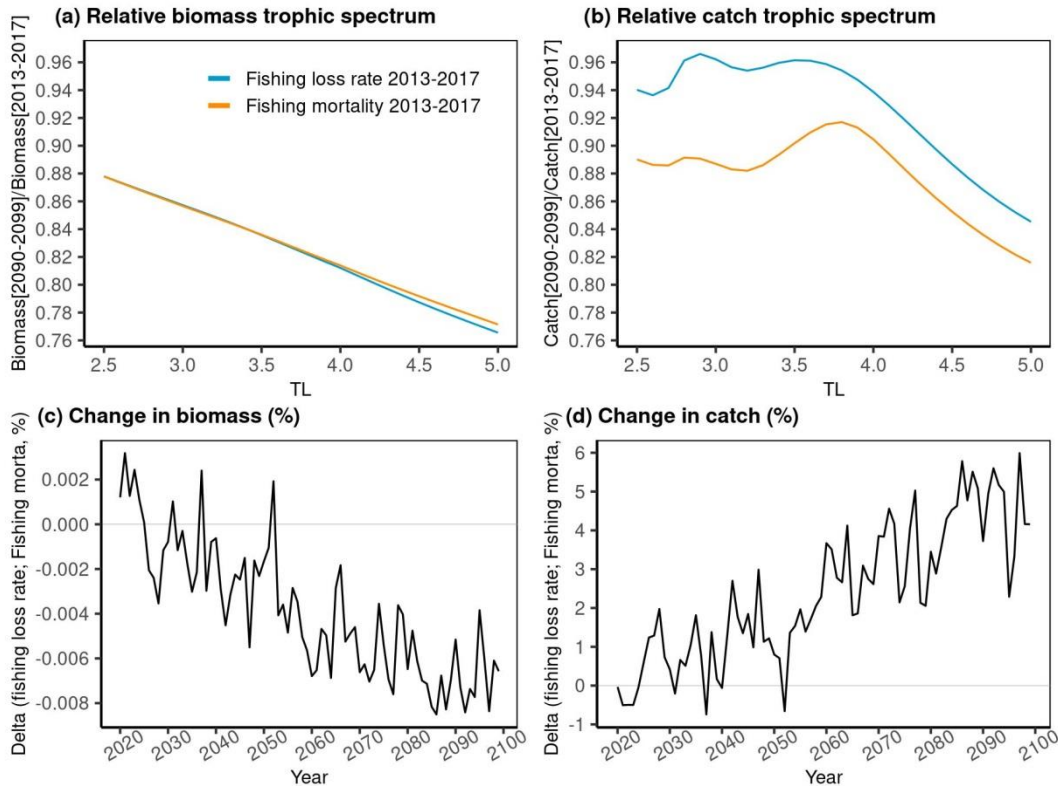 (a) Relative biomass trophic spectrum
Biomass[2090-2099]/Biomass[2013-2017]
0.96
0.94
0.92
0.90
0.88
0.86
0.84
0.82
0.80
0.78
0.76
Fishing loss rate 2013-2017
Fishing mortality 2013-2017
2.5 3.0 3.5 4.0 4.5 5.0
TL
(b) Relative catch trophic spectrum
Catch[2090-2099]/Catch[2013-2017]
0.96
0.94
0.92
0.90
0.88
0.86
0.84
0.82
0.80
0.78
0.76
2.5 3.0 3.5 4.0 4.5 5.0
TL
(c) Change in biomass (%)
Delta (fishing loss rate; Fishing morta, %)
0.002
0.000
-0.002
-0.004
-0.006
-0.008
2020 2030 2040 2050 2060 2070 2080 2090 2100
Year
(d) Change in catch (%)
Delta (fishing loss rate; Fishing morta, %)
6
5
4
3
2
1
0
-1
2020 2030 2040 2050 2060 2070 2080 2090 2100
Year